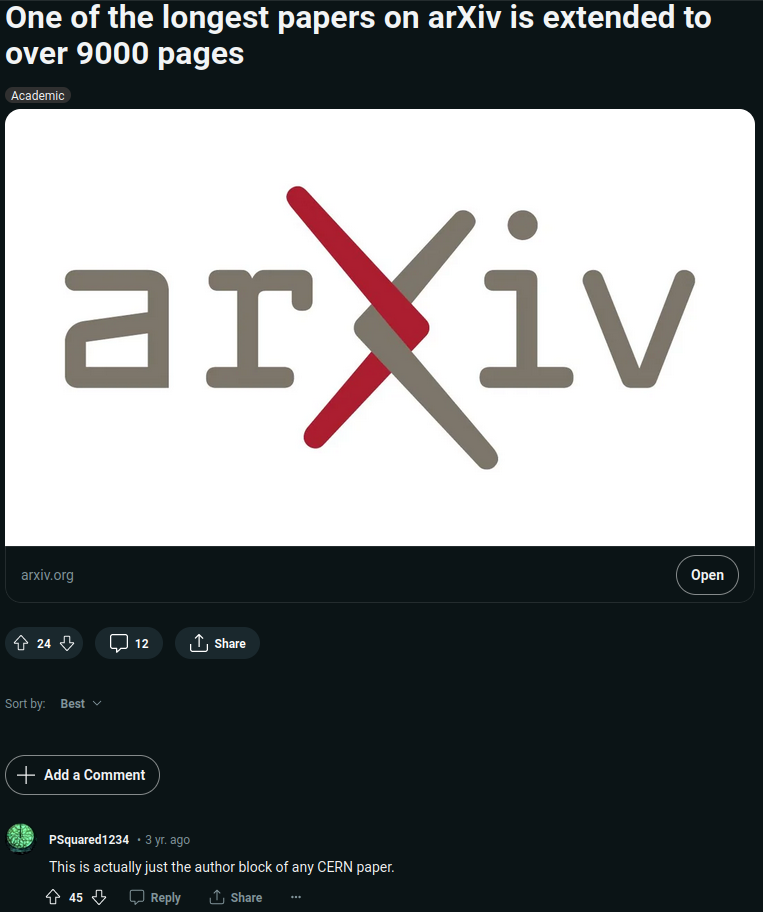 One of the longest papers on arXiv is extended to
over 9000 pages
Academic
arXiv
arxiv.org
Open
24
12
Share
Sort by:
Best
Add a Comment
PSquared1234 • 3 yr. ago
This is actually just the author block of any CERN paper.
45
Reply
Share
...